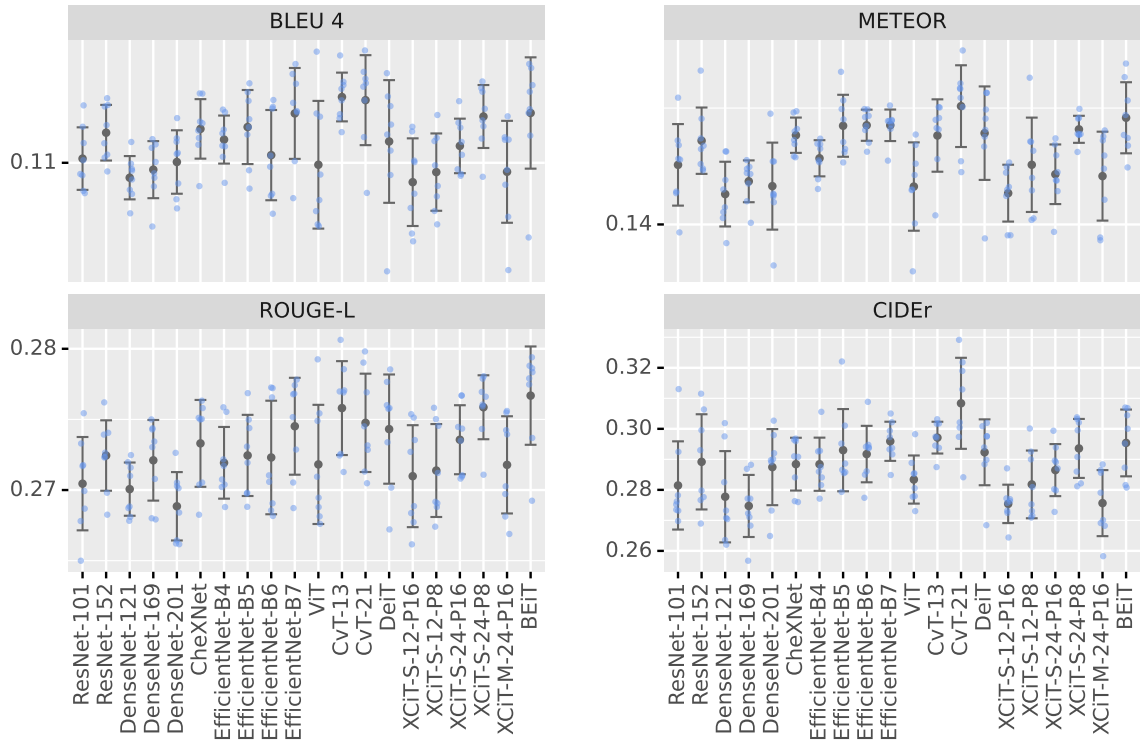 BLEU 4
METEOR
0.11
0.14
ROUGE-L
CIDEr
0.28
0.27
0.32
0.30
0.28
0.26
ResNet-101
ResNet-152
DenseNet-121
DenseNet-169
DenseNet-201
CheXNet
EfficientNet-B4
EfficientNet-B5
EfficientNet-B6
EfficientNet-B7
ViT
CvT-13
CvT-21
DeiT
XCiT-S-12-P16
XCiT-S-12-P8
XCiT-S-24-P16
XCiT-S-24-P8
XCiT-M-24-P16
BEiT
ResNet-101
ResNet-152
DenseNet-121
DenseNet-169
DenseNet-201
CheXNet
EfficientNet-B4
EfficientNet-B5
EfficientNet-B6
EfficientNet-B7
ViT
CvT-13
CvT-21
DeiT
XCiT-S-12-P16
XCiT-S-12-P8
XCiT-S-24-P16
XCiT-S-24-P8
XCiT-M-24-P16
BEiT